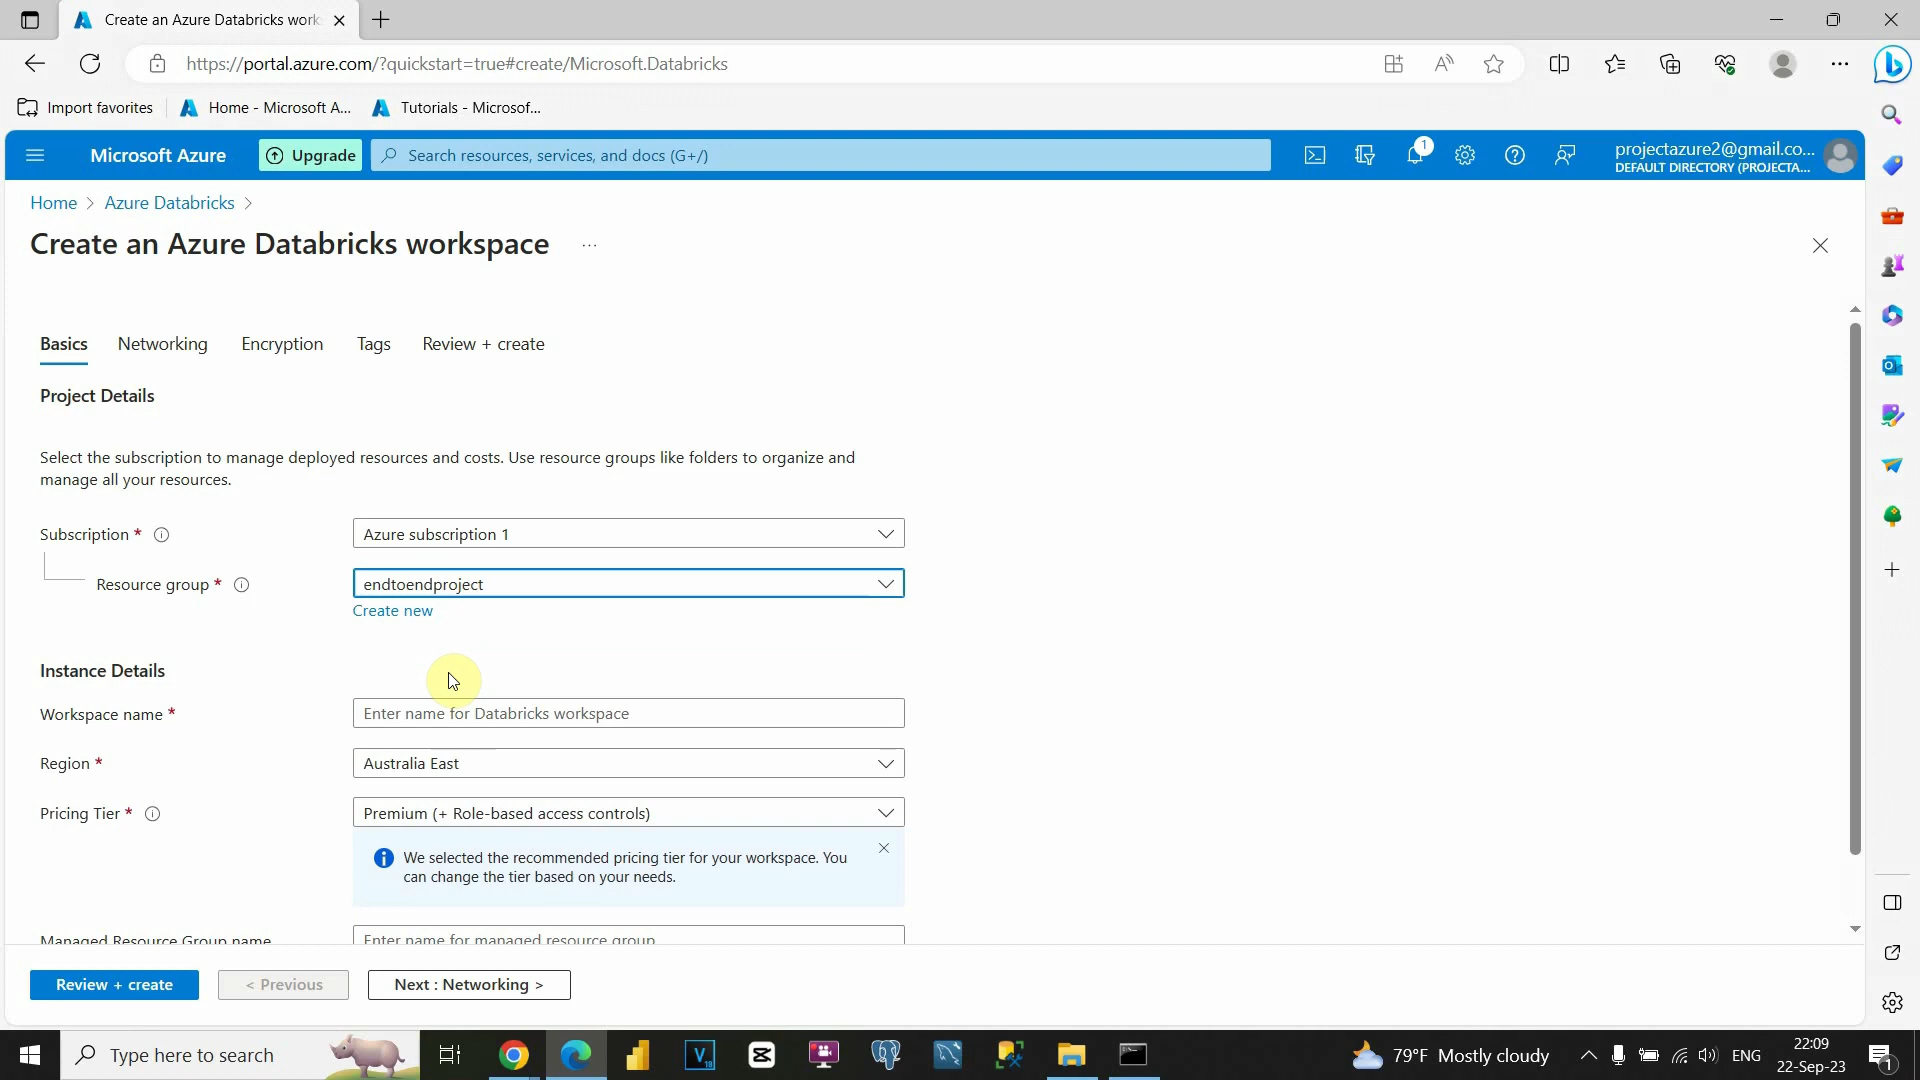 Create an Azure Databricks work
https://portal.azure.com/?quickstart=true#create/Microsoft.Databricks
Import favorites
Home - Microsoft A...
Tutorials - Microsof...
Microsoft Azure
Upgrade
Search resources, services, and docs (G+/)
1
projectazure2@gmail.co...
DEFAULT DIRECTORY (PROJECTA...
Home > Azure Databricks >
Create an Azure Databricks workspace ...
Basics
Networking
Encryption
Tags
Review + create
Project Details
Select the subscription to manage deployed resources and costs. Use resource groups like folders to organize and
manage all your resources.
Subscription *
Azure subscription 1
Resource group *
endtoendproject
Create new
Instance Details
Workspace name *
Enter name for Databricks workspace
Region *
Australia East
Pricing Tier *
Premium (+ Role-based access controls)
We selected the recommended pricing tier for your workspace. You
can change the tier based on your needs.
Managed Resource Group name
Enter name for managed resource group
Review + create
< Previous
Next : Networking >
Type here to search
79°F Mostly cloudy
ENG
22:09
22-Sep-23
1